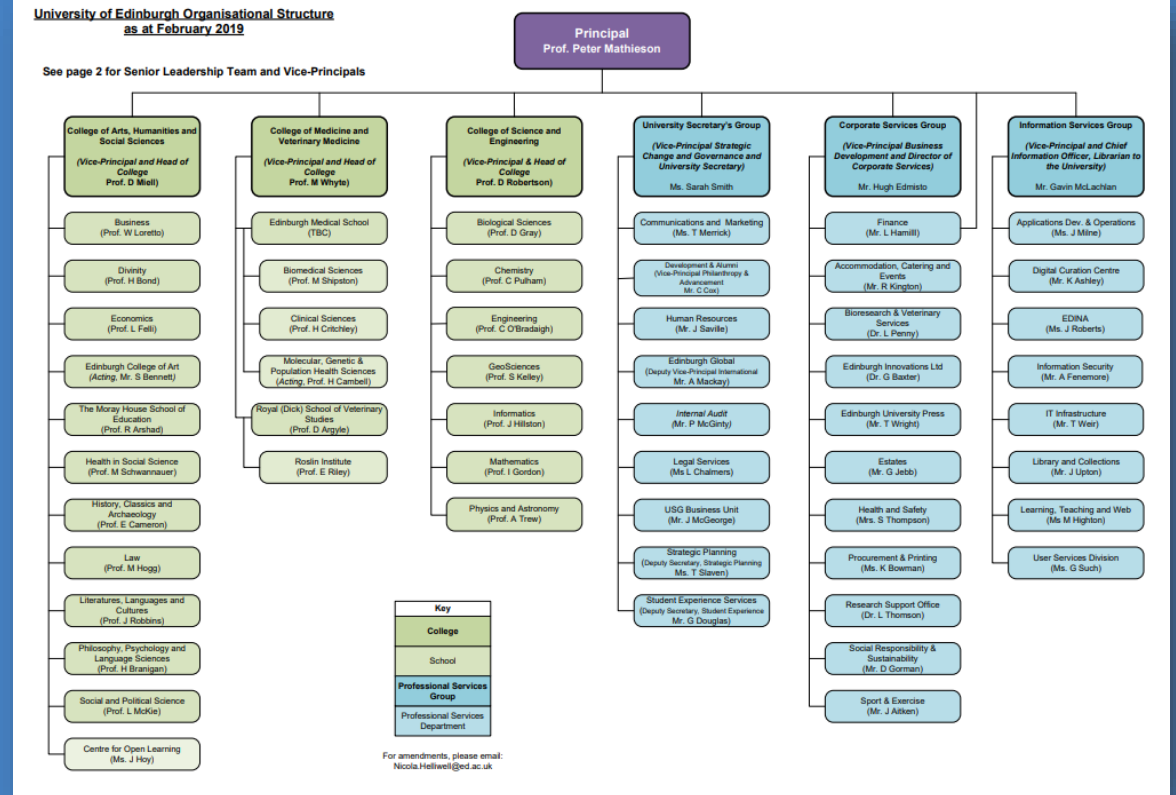 University of Edinburgh Organisational Structure
as at February 2019
See page 2 for Senior Leadership Team and Vice-Principals
Principal
Prof. Peter Mathieson
College of Arts, Humanities and
Social Sciences
(Vice-Principal and Head of
College
Prof. D Miell)
Business
(Prof. W Loretto)
Divinity
(Prof. H Bond)
Economics
(Prof. L Felli)
Edinburgh College of Art
(Acting, Mr. S Bennett)
The Moray House School of
Education
(Prof. R Arshad)
Health in Social Science
(Prof. M Schwannauer)
History, Classics and
Archaeology
(Prof. E Cameron)
Law
(Prof. M Hogg)
Literatures, Languages and
Cultures
(Prof. J Robbins)
Philosophy, Psychology and
Language Sciences
(Prof. H Branigan)
Social and Political Science
(Prof. L McKie)
Centre for Open Learning
(Ms. J Hoy)
College of Medicine and
Veterinary Medicine
(Vice-Principal and Head of
College
Prof. M Whyte)
Edinburgh Medical School
(TBC)
Biomedical Sciences
(Prof. M Shipston)
Clinical Sciences
(Prof. H Critchley)
Molecular, Genetic &
Population Health Sciences
(Acting, Prof. H Cambell)
Royal (Dick) School of Veterinary
Studies
(Prof. D Argyle)
Roslin Institute
(Prof. E Riley)
College of Science and
Engineering
(Vice-Principal & Head of
College
Prof. D Robertson)
Biological Sciences
(Prof. D Gray)
Chemistry
(Prof. C Pulham)
Engineering
(Prof. C O'Bradaigh)
GeoSciences
(Prof. S Kelley)
Informatics
(Prof. J Hillston)
Mathematics
(Prof. I Gordon)
Physics and Astronomy
(Prof. A Trew)
University Secretary's Group
(Vice-Principal Strategic
Change and Governance and
University Secretary)
Ms. Sarah Smith
Communications and Marketing
(Ms. T Merrick)
Development & Alumni
(Vice-Principal Philanthropy &
Advancement
Mr. C Cox)
Human Resources
(Mr. J Saville)
Edinburgh Global
(Deputy Vice-Principal International
Mr. A Mackay)
Internal Audit
(Mr. P McGinty)
Legal Services
(Ms L Chalmers)
USG Business Unit
(Mr. J McGeorge)
Strategic Planning
(Deputy Secretary, Strategic Planning
Ms. T Slaven)
Student Experience Services
(Deputy Secretary, Student Experience
Mr. G Douglas)
Corporate Services Group
(Vice-Principal Business
Development and Director of
Corporate Services)
Mr. Hugh Edmisto
Finance
(Mr. L Hamilll)
Accommodation, Catering and
Events
(Mr. R Kington)
Bioresearch & Veterinary
Services
(Dr. L Penny)
Edinburgh Innovations Ltd
(Dr. G Baxter)
Edinburgh University Press
(Mr. T Wright)
Estates
(Mr. G Jebb)
Health and Safety
(Mrs. S Thompson)
Procurement & Printing
(Ms. K Bowman)
Research Support Office
(Dr. L Thomson)
Social Responsibility &
Sustainability
(Mr. D Gorman)
Sport & Exercise
(Mr. J Aitken)
Information Services Group
(Vice-Principal and Chief
Information Officer, Librarian to
the University)
Mr. Gavin McLachlan
Applications Dev. & Operations
(Ms. J Milne)
Digital Curation Centre
(Mr. K Ashley)
EDINA
(Ms. J Roberts)
Information Security
(Mr. A Fenemore)
IT Infrastructure
(Mr. T Weir)
Library and Collections
(Mr. J Upton)
Learning, Teaching and Web
(Ms M Highton)
User Services Division
(Ms. G Such)
Key
College
School
Professional Services
Group
Professional Services
Department
For amendments, please email:
Nicola.Helliwell@ed.ac.uk